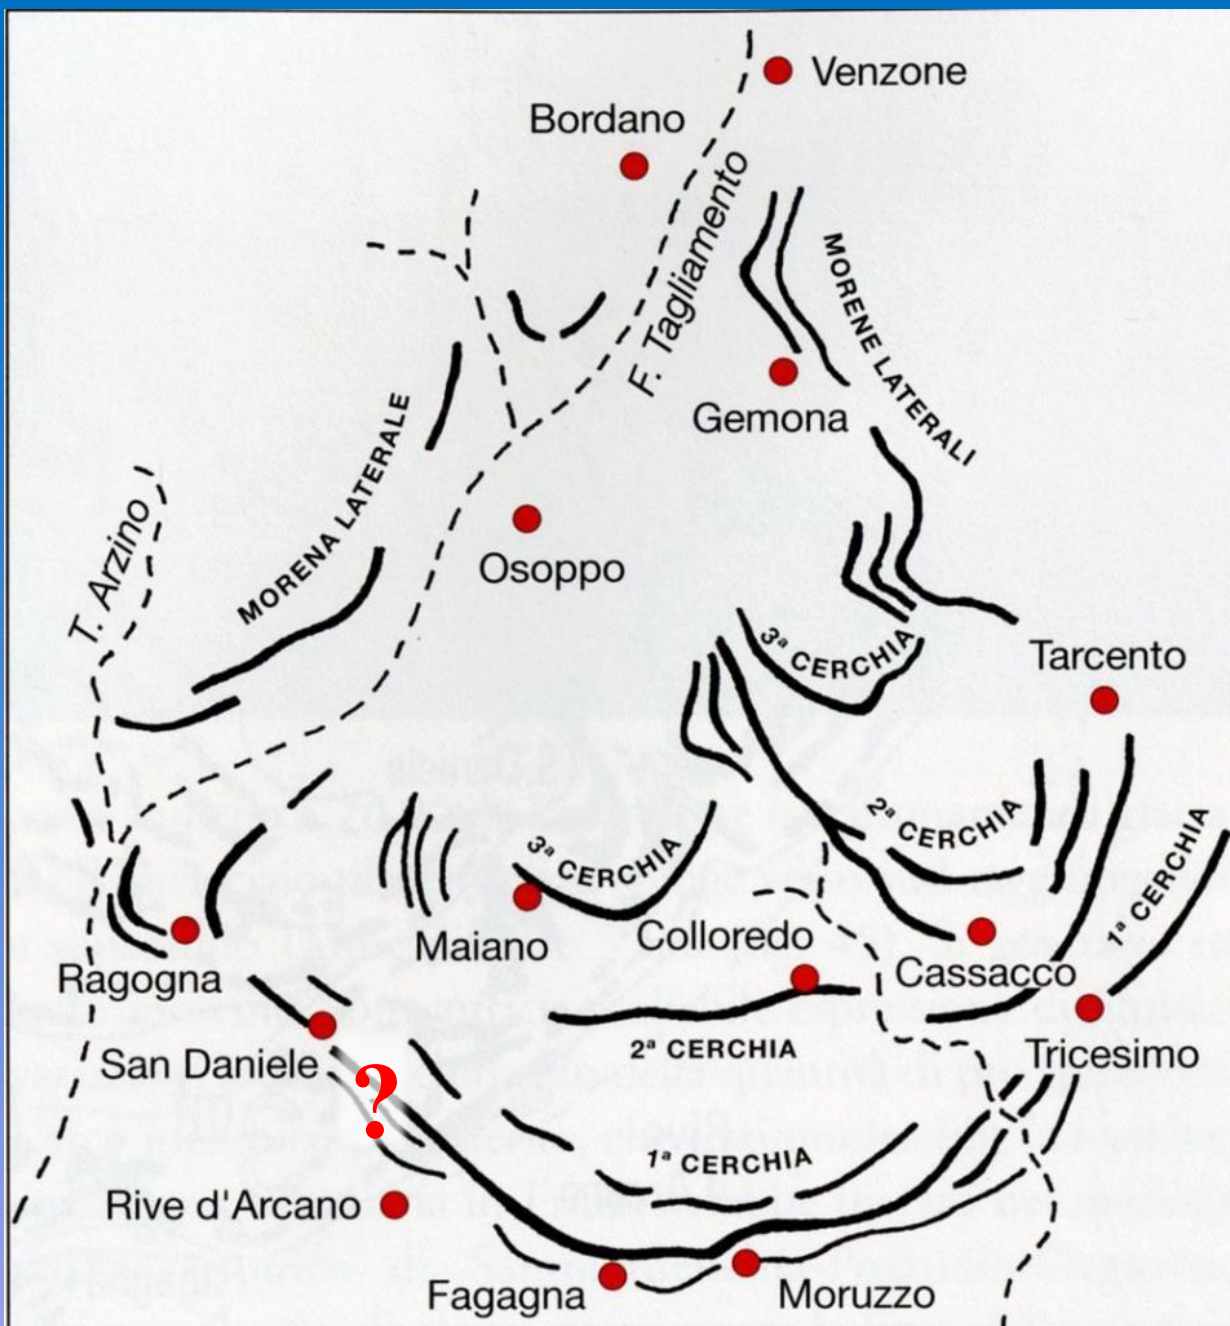 Venzone
Bordano
F. Tagliamento
MORENE LATERALI
Gemona
MORENA LATERALE
T. Arzino
Osoppo
3ª CERCHIA
Tarcento
2ª CERCHIA
1ª CERCHIA
3ª CERCHIA
Maiano
Colloredo
Cassacco
Ragogna
San Daniele
2ª CERCHIA
Tricesimo
?
1ª CERCHIA
Rive d'Arcano
Fagagna
Moruzzo